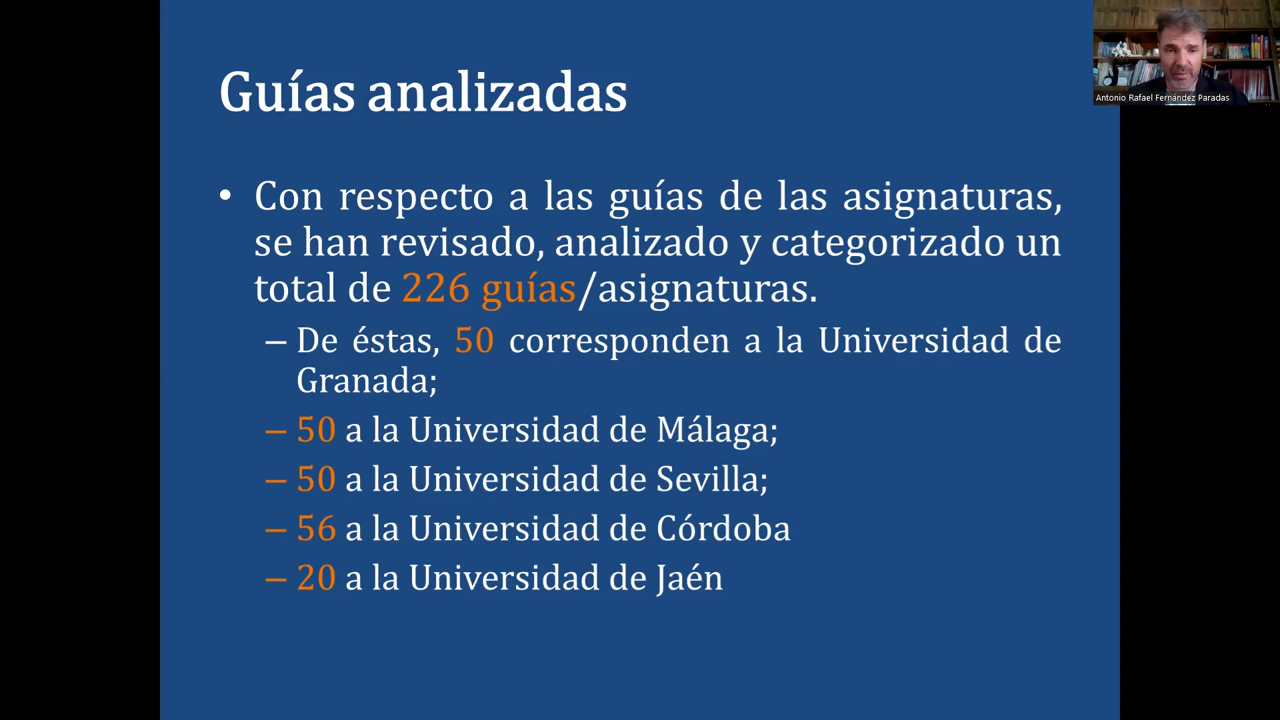 Guías analizadas
• Con respecto a las guías de las asignaturas,
se han revisado, analizado y categorizado un
total de 226 guías/asignaturas.
– De éstas, 50 corresponden a la Universidad de
Granada;
– 50 a la Universidad de Málaga;
– 50 a la Universidad de Sevilla;
– 56 a la Universidad de Córdoba
– 20 a la Universidad de Jaén
Antonio Rafael Fernández Paradas